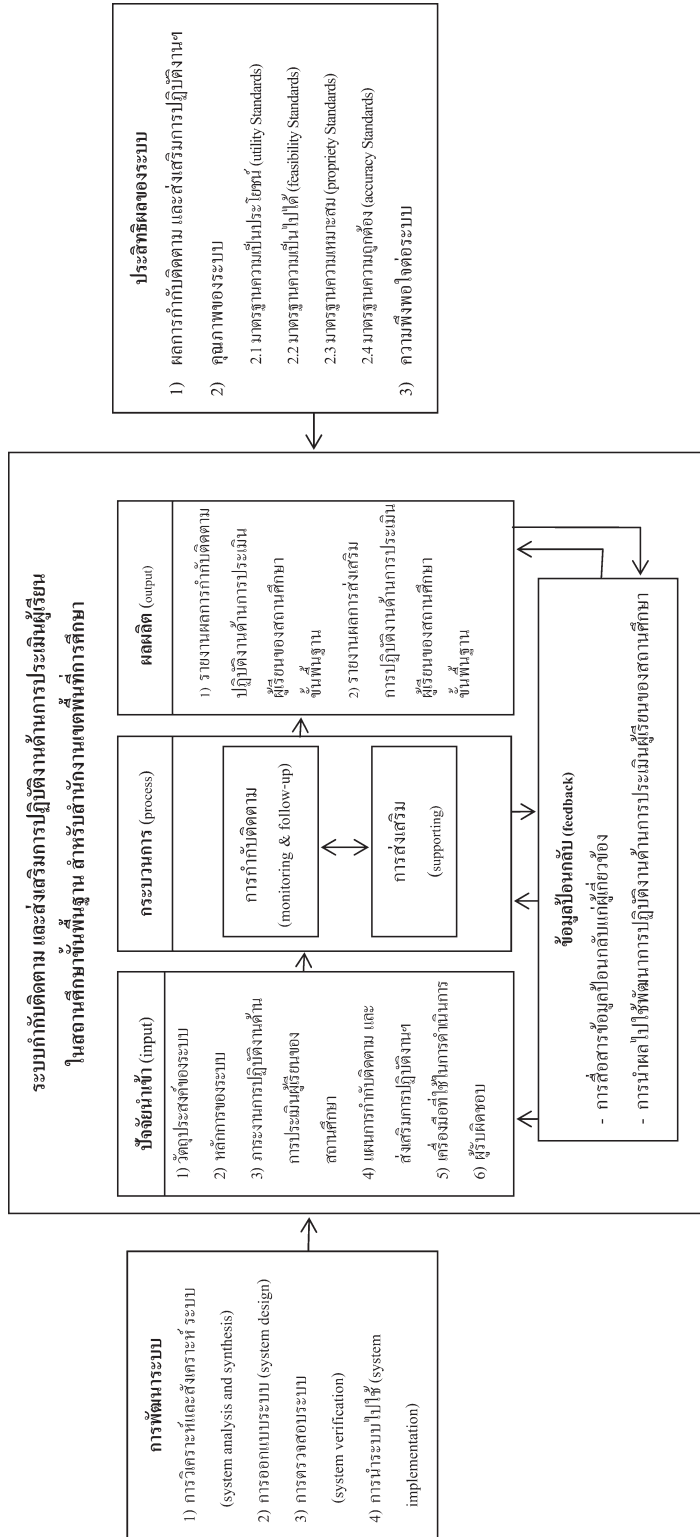 การพัฒนาระบบ
1) การวิเคราะห์และสังเคราะห์ ระบบ
(system analysis and synthesis)
2) การออกแบบระบบ (system design)
3) การตรวจสอบระบบ
(system verification)
4) การนำระบบไปใช้ (system
implementation)
ระบบกำกับติดตาม และส่งเสริมการปฏิบัติงานด้านการประเมินผู้เรียน
ในสถานศึกษาขั้นพื้นฐาน สำหรับสำนักงานเขตพื้นที่การศึกษา
ปัจจัยนำเข้า (input)
1) วัตถุประสงค์ของระบบ
2) หลักการของระบบ
3) ภาระงานการปฏิบัติงานด้าน
การประเมินผู้เรียนของ
สถานศึกษา
4) แผนการกำกับติดตาม และ
ส่งเสริมการปฏิบัติงานฯ
5) เครื่องมือที่ใช้ในการดำเนินการ
6) ผู้รับผิดชอบ
กระบวนการ (process)
การกำกับติดตาม
(monitoring & follow-up)
การส่งเสริม
(supporting)
ผลผลิต (output)
1) รายงานผลการกำกับติดตาม
ปฏิบัติงานด้านการประเมิน
ผู้เรียนของสถานศึกษา
ขั้นพื้นฐาน
2) รายงานผลการส่งเสริม
การปฏิบัติงานด้านการประเมิน
ผู้เรียนของสถานศึกษา
ขั้นพื้นฐาน
ข้อมูลป้อนกลับ (feedback)
- การสื่อสารข้อมูลป้อนกลับแก่ผู้เกี่ยวข้อง
- การนำผลไปใช้พัฒนาการปฏิบัติงานด้านการประเมินผู้เรียนของสถานศึกษา
ประสิทธิผลของระบบ
1) ผลการกำกับติดตาม และส่งเสริมการปฏิบัติงานฯ
2) คุณภาพของระบบ
2.1 มาตรฐานความเป็นประโยชน์ (utility Standards)
2.2 มาตรฐานความเป็นไปได้ (feasibility Standards)
2.3 มาตรฐานความเหมาะสม (propriety Standards)
2.4 มาตรฐานความถูกต้อง (accuracy Standards)
3) ความพึงพอใจต่อระบบ